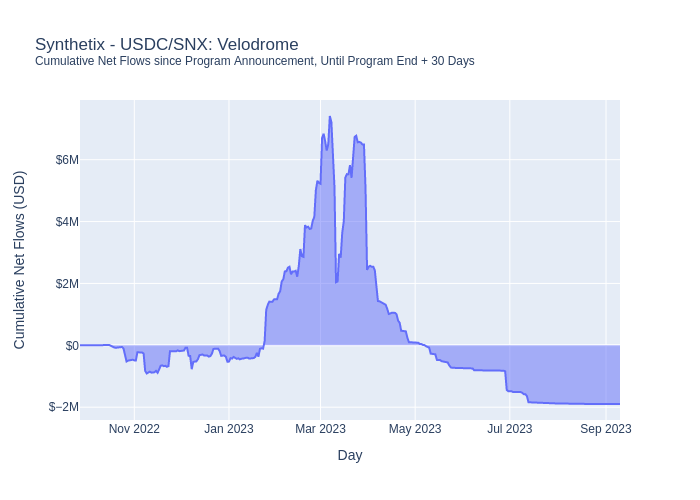 Synthetix - USDC/SNX: Velodrome
Cumulative Net Flows since Program Announcement, Until Program End + 30 Days
Cumulative Net Flows (USD)
$6M
$4M
$2M
$0
$−2M
Nov 2022
Jan 2023
Mar 2023
May 2023
Jul 2023
Sep 2023
Day